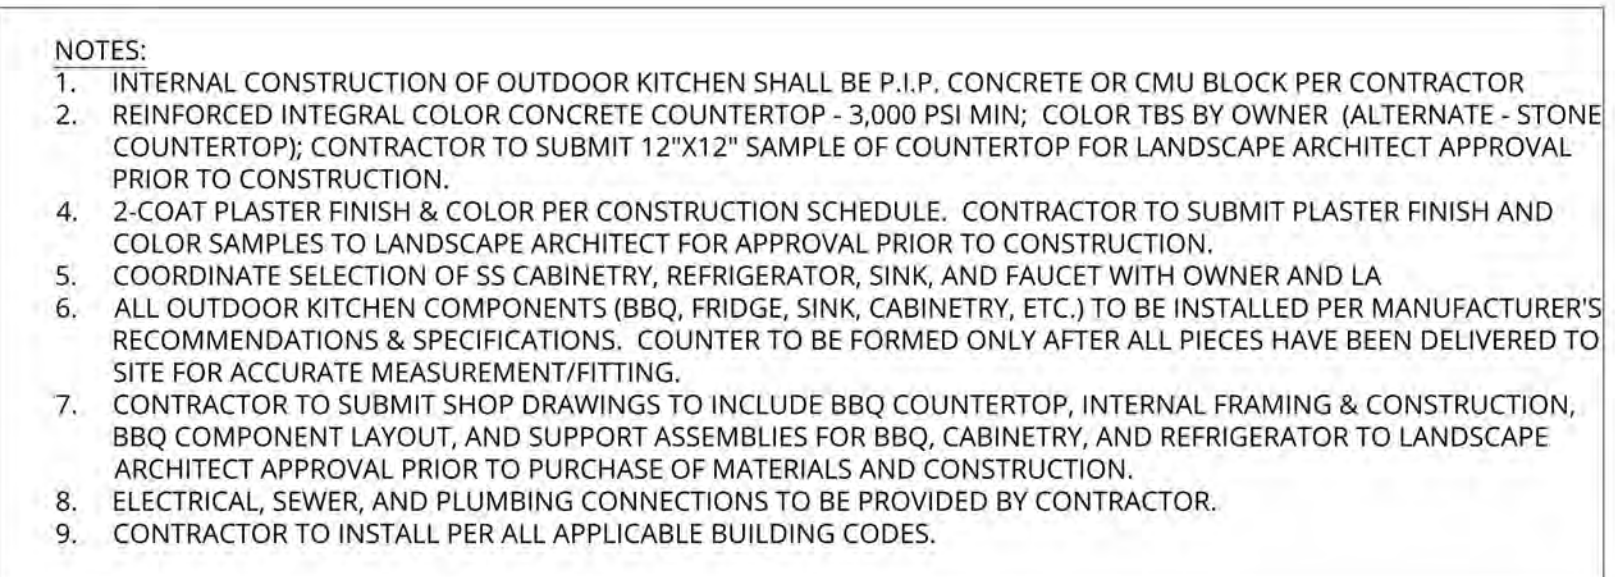 NOTES:
1. INTERNAL CONSTRUCTION OF OUTDOOR KITCHEN SHALL BE P.I.P. CONCRETE OR CMU BLOCK PER CONTRACTOR
2. REINFORCED INTEGRAL COLOR CONCRETE COUNTERTOP - 3,000 PSI MIN; COLOR TBS BY OWNER (ALTERNATE - STONE
COUNTERTOP); CONTRACTOR TO SUBMIT 12"X12" SAMPLE OF COUNTERTOP FOR LANDSCAPE ARCHITECT APPROVAL
PRIOR TO CONSTRUCTION.
4. 2-COAT PLASTER FINISH & COLOR PER CONSTRUCTION SCHEDULE. CONTRACTOR TO SUBMIT PLASTER FINISH AND
COLOR SAMPLES TO LANDSCAPE ARCHITECT FOR APPROVAL PRIOR TO CONSTRUCTION.
5. COORDINATE SELECTION OF SS CABINETRY, REFRIGERATOR, SINK, AND FAUCET WITH OWNER AND LA
6. ALL OUTDOOR KITCHEN COMPONENTS (BBQ, FRIDGE, SINK, CABINETRY, ETC.) TO BE INSTALLED PER MANUFACTURER'S
RECOMMENDATIONS & SPECIFICATIONS. COUNTER TO BE FORMED ONLY AFTER ALL PIECES HAVE BEEN DELIVERED TO
SITE FOR ACCURATE MEASUREMENT/FITTING.
7. CONTRACTOR TO SUBMIT SHOP DRAWINGS TO INCLUDE BBQ COUNTERTOP, INTERNAL FRAMING & CONSTRUCTION,
BBQ COMPONENT LAYOUT, AND SUPPORT ASSEMBLIES FOR BBQ, CABINETRY, AND REFRIGERATOR TO LANDSCAPE
ARCHITECT APPROVAL PRIOR TO PURCHASE OF MATERIALS AND CONSTRUCTION.
8. ELECTRICAL, SEWER, AND PLUMBING CONNECTIONS TO BE PROVIDED BY CONTRACTOR.
9. CONTRACTOR TO INSTALL PER ALL APPLICABLE BUILDING CODES.